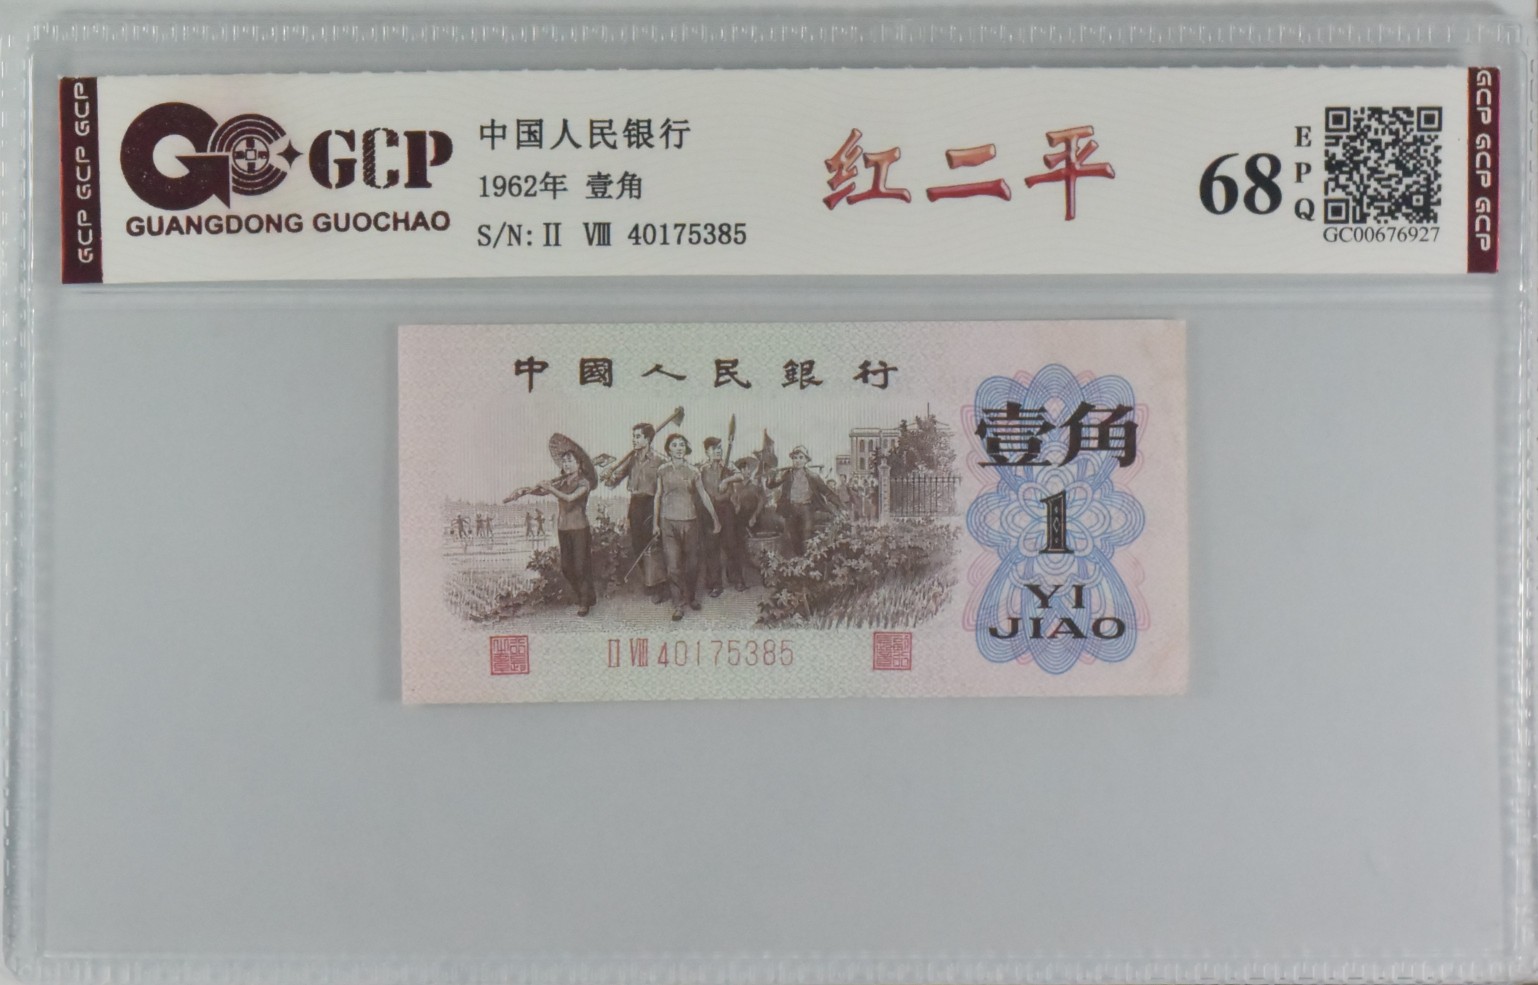 GCP GCP GCP
GCP
GUANGDONG GUOCHAO
中国人民银行
1962年 壹角
S/N: Ⅱ Ⅷ 40175385
红二平
68
EPQ
GC00676927
GCP GCP GCP
中國人民銀行
壹角
1
YI
JIAO
Ⅱ Ⅷ 40175385